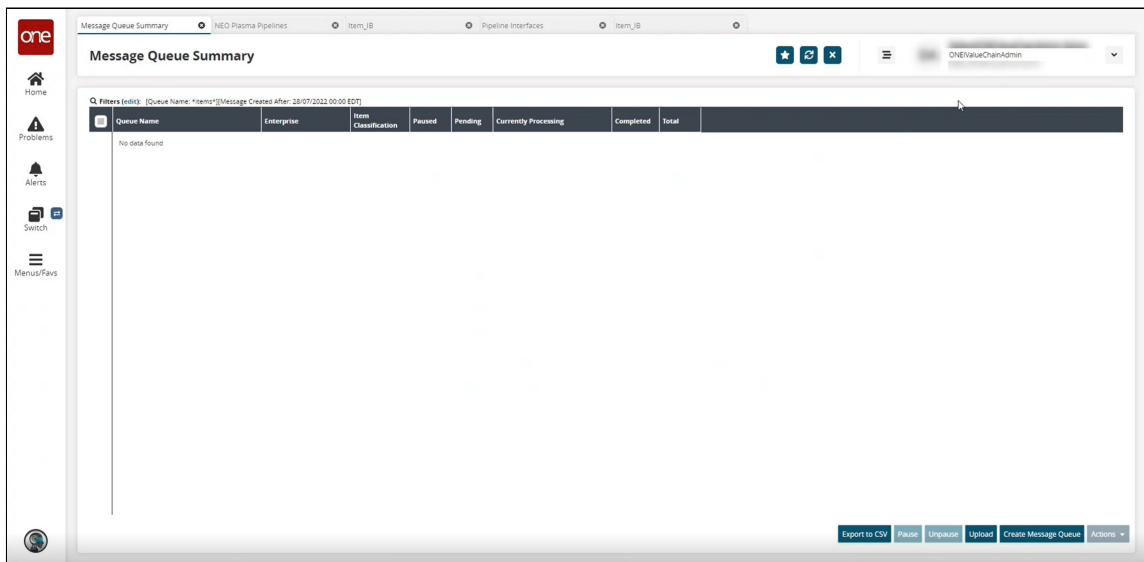 one
Message Queue Summary
NEO Plasma Pipelines
Item_IB
Pipeline Interfaces
Item_IB
Message Queue Summary
ONE\ValueChainAdmin
Home
Problems
Alerts
Switch
Menus/Favs
Filters (edit): [Queue Name: *Items*][Message Created After: 28/07/2022 00:00 EDT]
Queue Name
Enterprise
Item
Classification
Paused
Pending
Currently Processing
Completed
Total
No data found
Export to CSV
Pause
Unpause
Upload
Create Message Queue
Actions